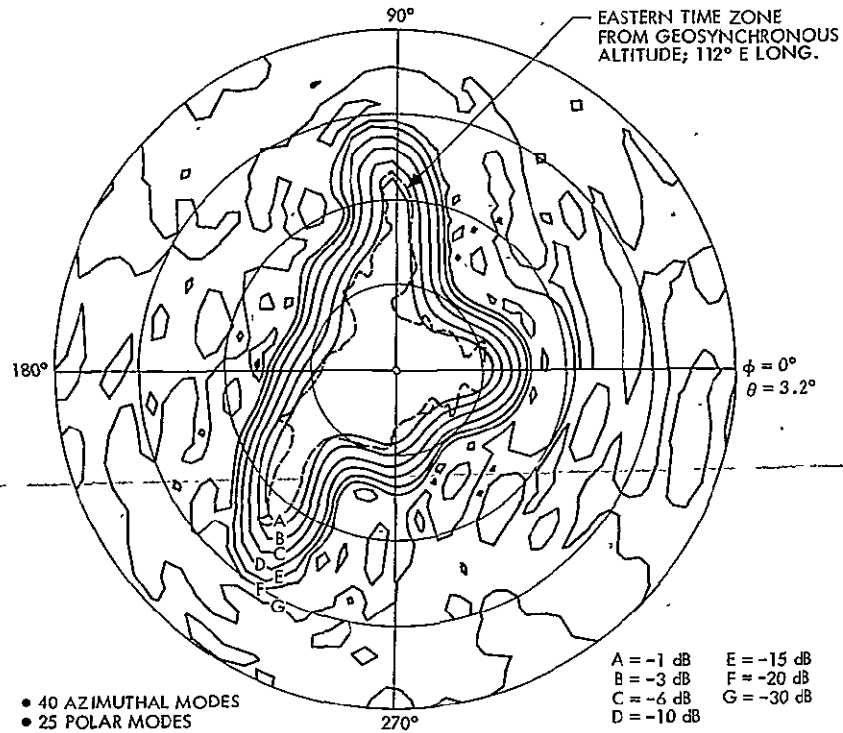 90°
EASTERN TIME ZONE
FROM GEOSYNCHRONOUS
ALTITUDE; 112° E LONG.
180°
ϕ = 0°
θ = 3.2°
A
B
C
D
E
F
G
A = -1 dB
B = -3 dB
C = -6 dB
D = -10 dB
E = -15 dB
F = -20 dB
G = -30 dB
• 40 AZIMUTHAL MODES
• 25 POLAR MODES
270°